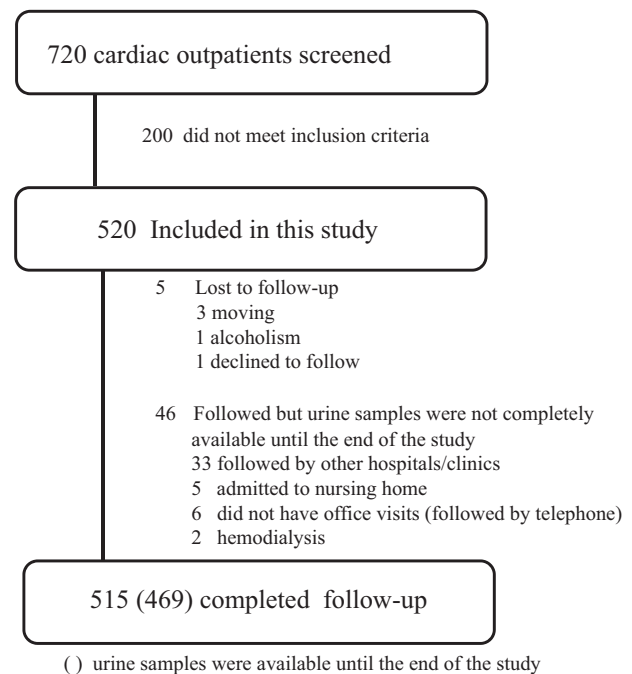 720 cardiac outpatients screened
200 did not meet inclusion criteria
520 Included in this study
5 Lost to follow-up
3 moving
1 alcoholism
1 declined to follow
46 Followed but urine samples were not completely
available until the end of the study
33 followed by other hospitals/clinics
5 admitted to nursing home
6 did not have office visits (followed by telephone)
2 hemodialysis
515 (469) completed follow-up
( ) urine samples were available until the end of the study